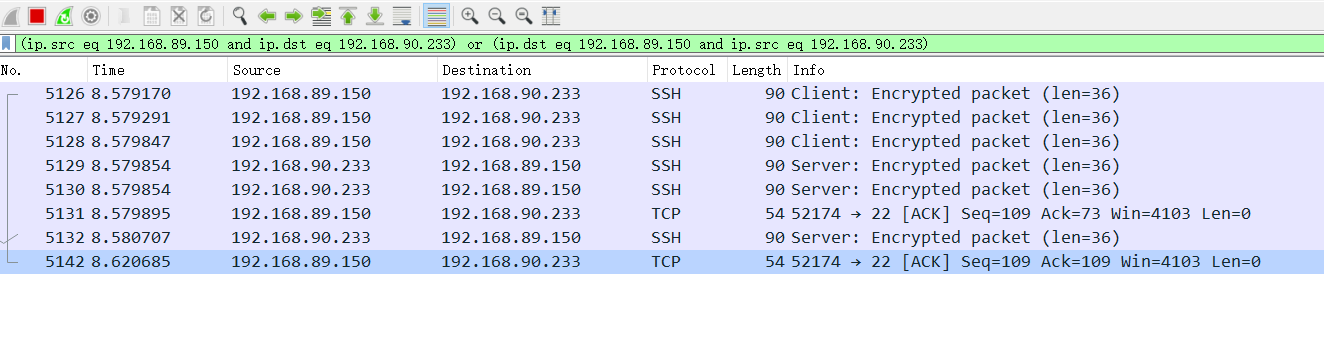 (ip.src eq 192.168.89.150 and ip.dst eq 192.168.90.233) or (ip.dst eq 192.168.89.150 and ip.src eq 192.168.90.233)
No. Time Source Destination Protocol Length Info
5126 8.579170 192.168.89.150 192.168.90.233 SSH 90 Client: Encrypted packet (len=36)
5127 8.579291 192.168.89.150 192.168.90.233 SSH 90 Client: Encrypted packet (len=36)
5128 8.579847 192.168.89.150 192.168.90.233 SSH 90 Client: Encrypted packet (len=36)
5129 8.579854 192.168.90.233 192.168.89.150 SSH 90 Server: Encrypted packet (len=36)
5130 8.579854 192.168.90.233 192.168.89.150 SSH 90 Server: Encrypted packet (len=36)
5131 8.579895 192.168.89.150 192.168.90.233 TCP 54 52174 → 22 [ACK] Seq=109 Ack=73 Win=4103 Len=0
5132 8.580707 192.168.90.233 192.168.89.150 SSH 90 Server: Encrypted packet (len=36)
5142 8.620685 192.168.89.150 192.168.90.233 TCP 54 52174 → 22 [ACK] Seq=109 Ack=109 Win=4103 Len=0